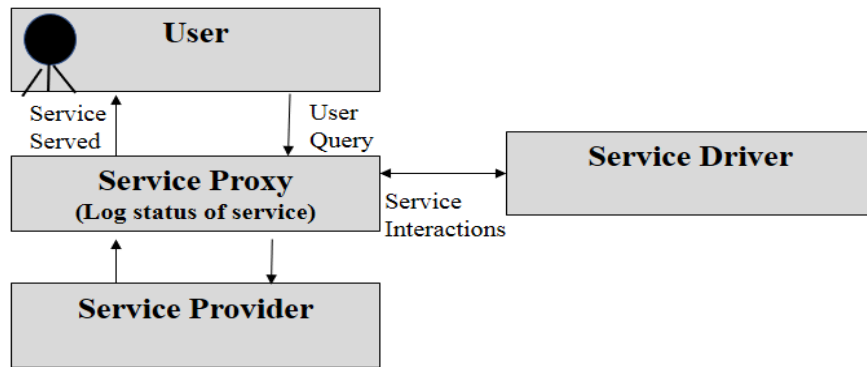 User
Service
Served
User
Query
Service Proxy
(Log status of service)
Service Driver
Service
Interactions
Service Provider